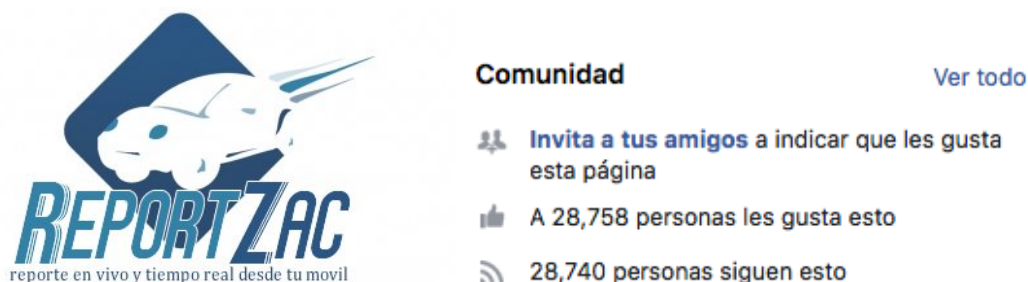 REPORTZAC
reporte en vivo y tiempo real desde tu movil
Comunidad
Ver todo
Invita a tus amigos a indicar que les gusta
esta página
A 28,758 personas les gusta esto
28,740 personas siguen esto